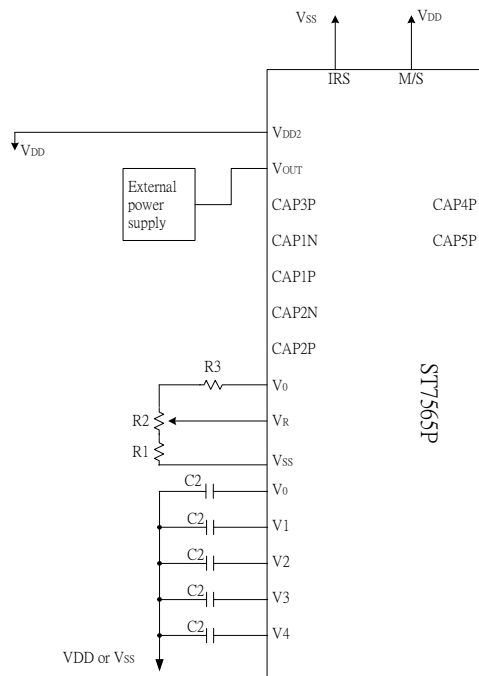 Vss VDD
IRS M/S
VDD2
VDD
VOUT
External
power
supply
CAP3P CAP4P
CAP1N CAP5P
CAP1P
CAP2N
CAP2P
ST7565P
R3
V0
R2
VR
R1
VSS
C2 V0
C2 V1
C2 V2
C2 V3
C2 V4
VDD or Vss